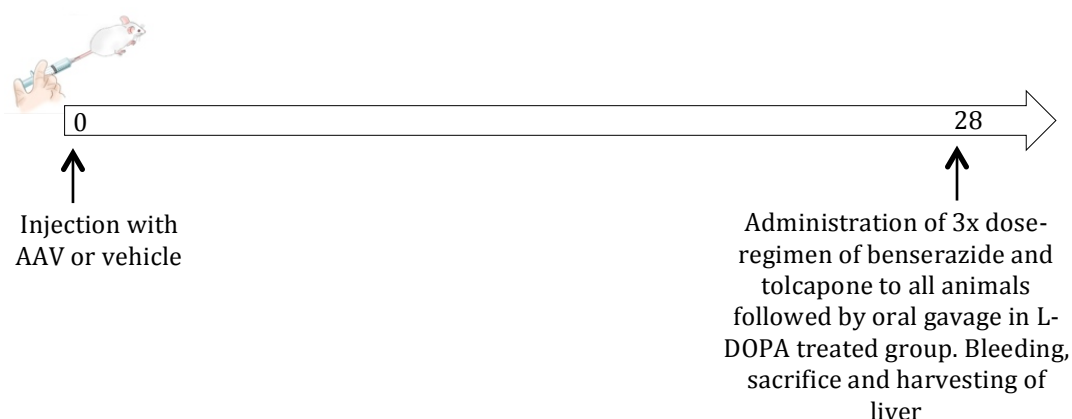 0
28
Injection with
AAV or vehicle
Administration of 3x dose-
regimen of benserazide and
tolcapone to all animals
followed by oral gavage in L-
DOPA treated group. Bleeding,
sacrifice and harvesting of
liver